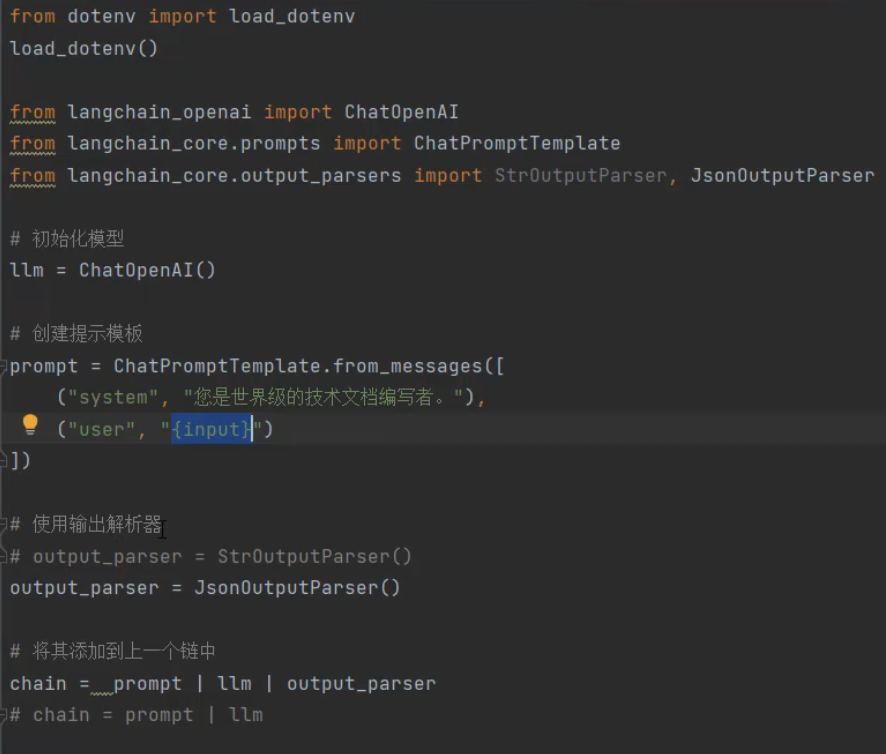 from dotenv import load_dotenv
load_dotenv()
from langchain_openai import ChatOpenAI
from langchain_core.prompts import ChatPromptTemplate
from langchain_core.output_parsers import StrOutputParser, JsonOutputParser
# 初始化模型
llm = ChatOpenAI()
# 创建提示模板
prompt = ChatPromptTemplate.from_messages([
    ("system", "您是世界级的技术文档编写者。"),
    ("user", "{input}")
])
# 使用输出解析器
# output_parser = StrOutputParser()
output_parser = JsonOutputParser()
# 将其添加到上一个链中
chain =  prompt | llm | output_parser
# chain = prompt | llm